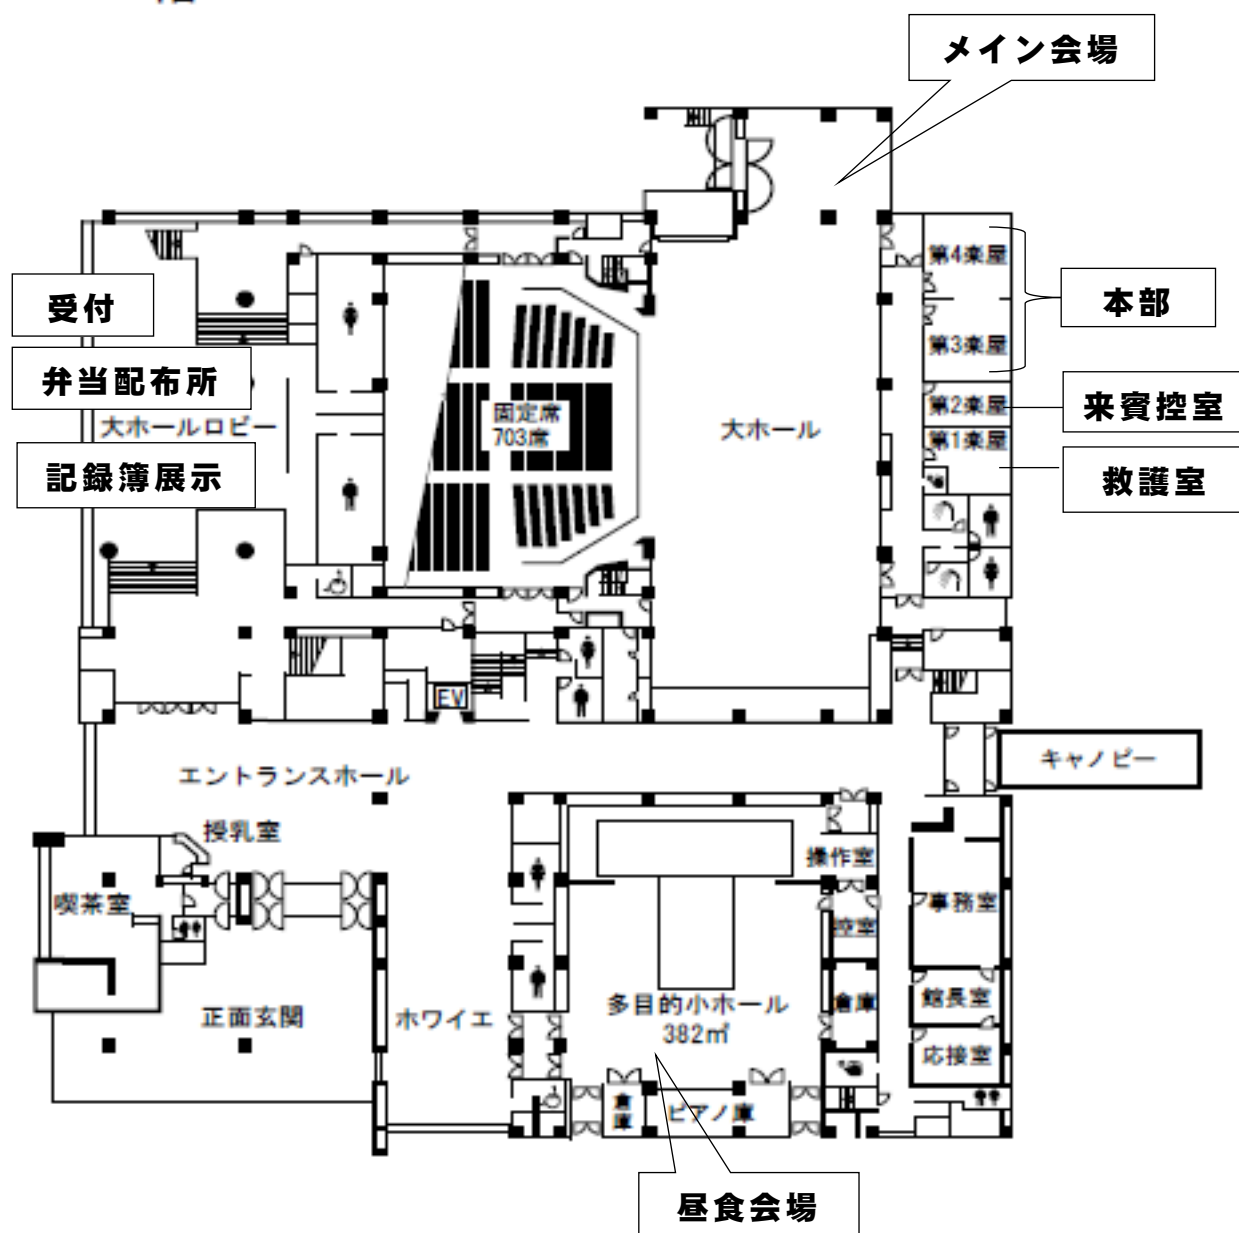 メイン会場
第4楽屋
受付
本部
第3楽屋
弁当配布所
第2楽屋
来賓控室
固定席
703席
大ホールロビー
大ホール
第1楽屋
記録簿展示
救護室
EV
キャノピー
エントランスホール
授乳室
操作室
喫茶室
事務室
控室
正面玄関
ホワイエ
多目的小ホール
382㎡
倉庫
館長室
応接室
倉庫
ピアノ庫
昼食会場